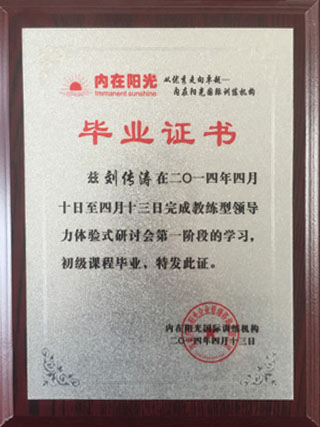 内在阳光
Immanent sunshine
从优秀走向卓越—
内在阳光国际训练机构
毕业证书
兹刘传涛在二〇一四年四月
十日至四月十三日完成教练型领导
力体验式研讨会第一阶段的学习，
初级课程毕业，特发此证。
内在阳光国际训练机构
二〇一四年四月十三日